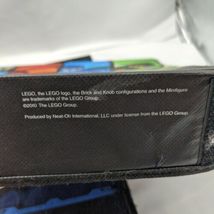 LEGO, the LEGO logo, the Brick and Knob configurations and the Minifigure
are trademarks of the LEGO Group.
©2010 The LEGO Group.
Produced by Neat-Oh International, LLC under license from the LEGO Group